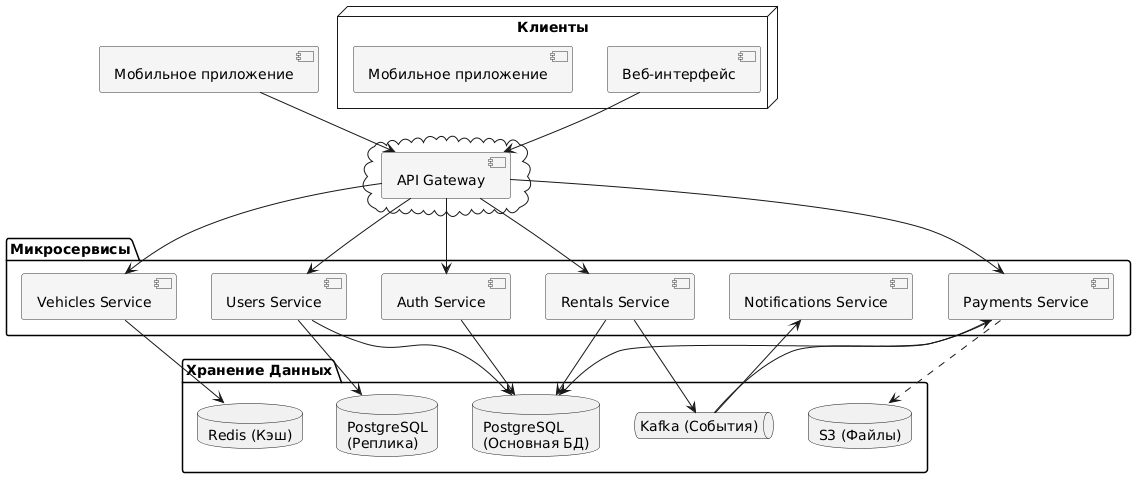 Клиенты
Мобильное приложение
Мобильное приложение
Веб-интерфейс
API Gateway
Микросервисы
Vehicles Service
Users Service
Auth Service
Rentals Service
Notifications Service
Payments Service
Хранение Данных
Redis (Кэш)
PostgreSQL
(Реплика)
PostgreSQL
(Основная БД)
Kafka (События)
S3 (Файлы)